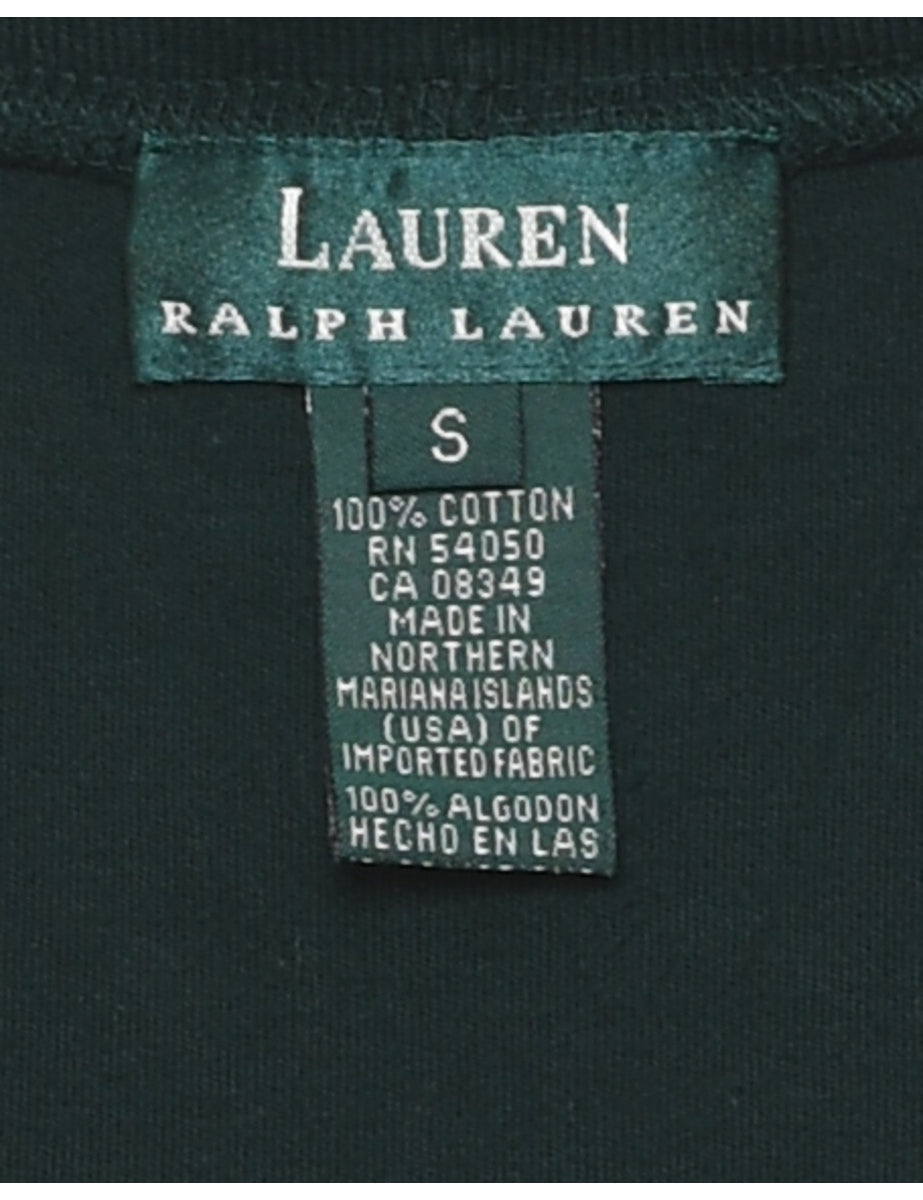 LAUREN
RALPH LAUREN
S
100% COTTON
RN 54050
CA 08349
MADE IN
NORTHERN
MARIANA ISLANDS
(USA) OF
IMPORTED FABRIC
100% ALGODON
HECHO EN LAS